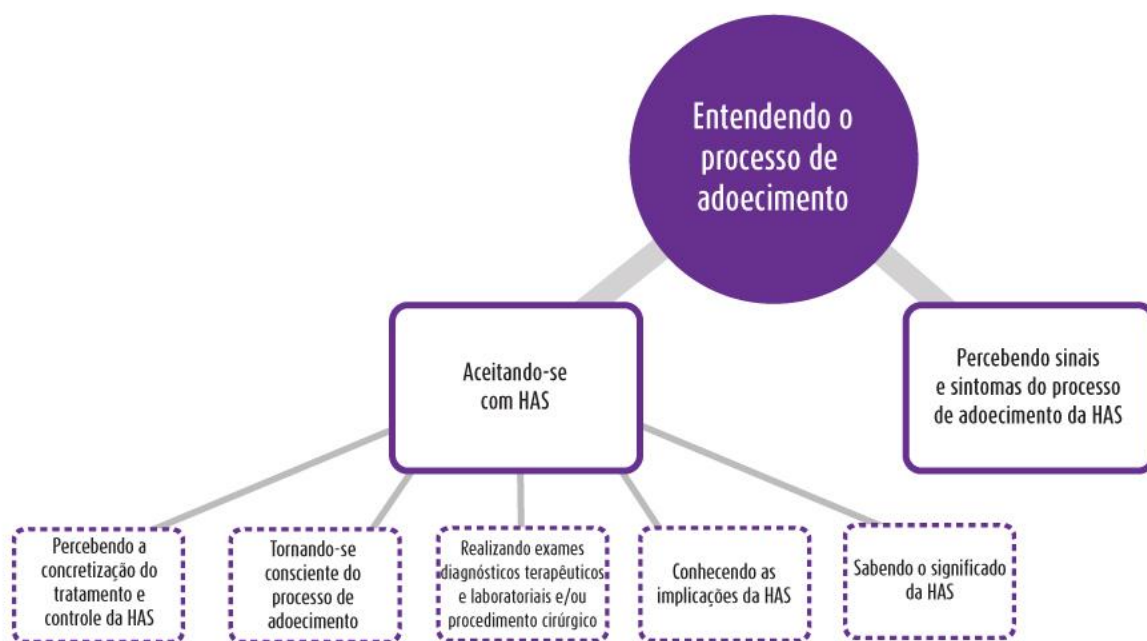 Entendendo o
processo de
adoecimento
Aceitando-se
com HAS
Percebendo sinais
e sintomas do processo
de adoecimento da HAS
Percebendo a
concretização do
tratamento e
controle da HAS
Tornando-se
consciente do
processo de
adoecimento
Realizando exames
diagnósticos terapêuticos
e laboratoriais e/ou
procedimento cirúrgico
Conhecendo as
implicações da HAS
Sabendo o significado
da HAS